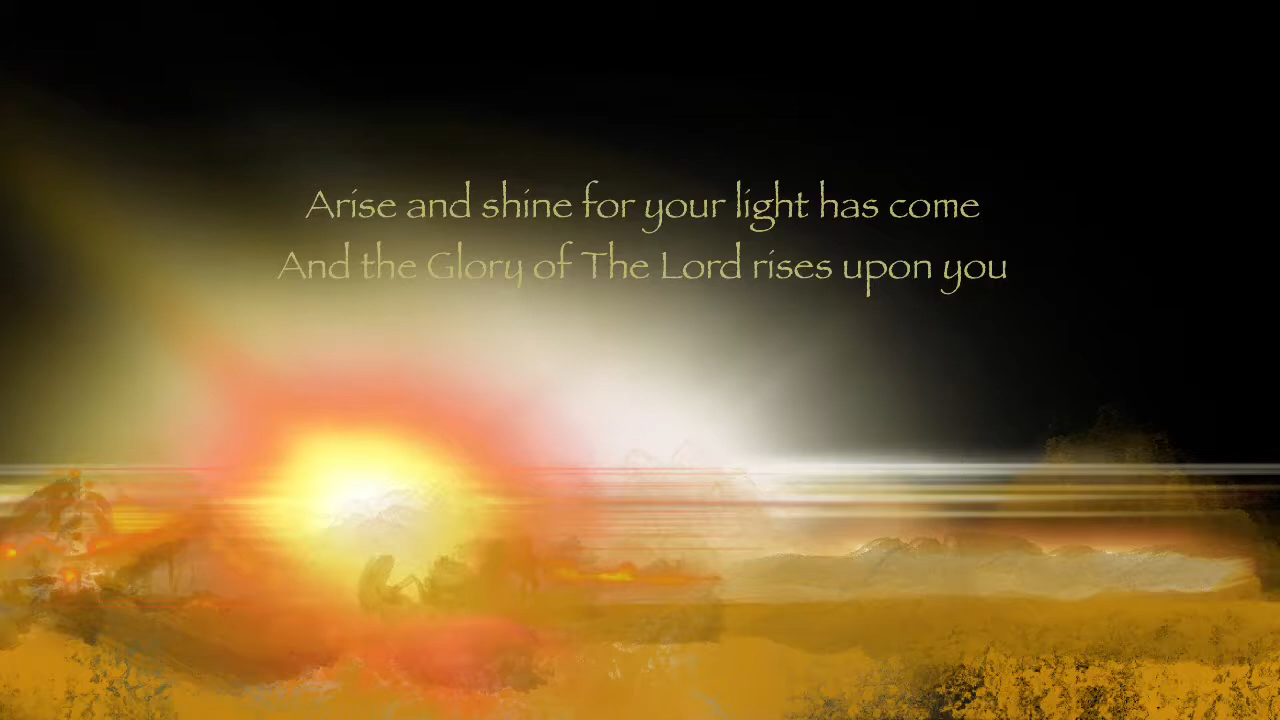 Arise and shine for your light has come
And the Glory of The Lord rises upon you